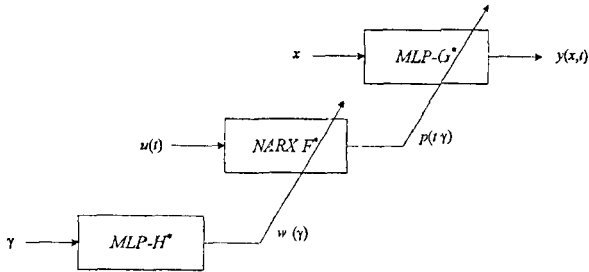 x MLP-G* y(x,t)
u(t) NARX F* p(t γ)
γ MLP-H* w (γ)